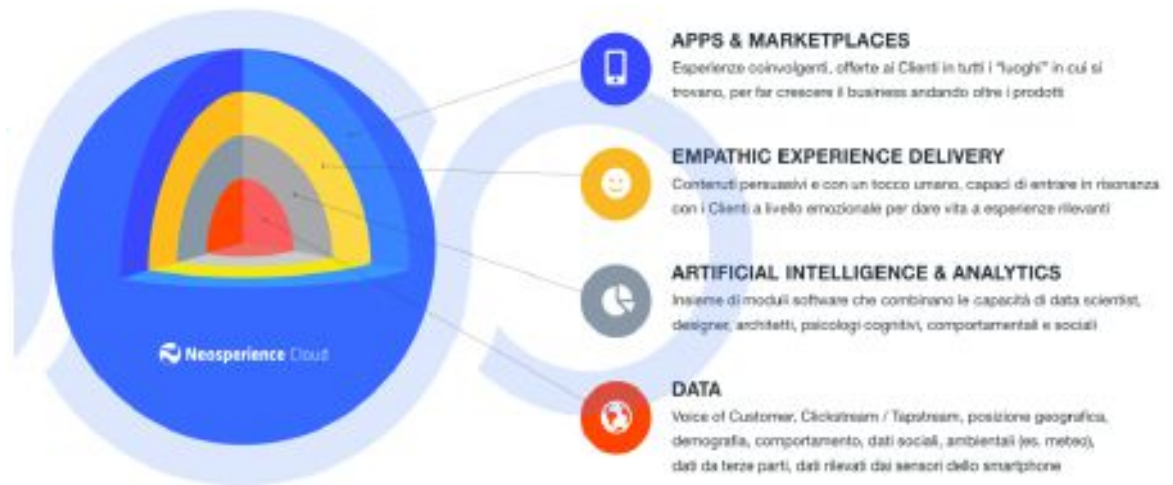 APPS & MARKETPLACES
Esperienze coinvolgenti, offerte ai Clienti in tutti i "luoghi" in cui si
trovano, per far crescere il business andando oltre i prodotti
EMPATHIC EXPERIENCE DELIVERY
Contenuti persuasivi e con un tocco umano, capaci di entrare in risonanza
con i Clienti a livello emozionale per dare vita a esperienze rilevanti
ARTIFICIAL INTELLIGENCE & ANALYTICS
Insieme di moduli software che combinano le capacità di data scientist,
designer, architetti, psicologi cognitivi, comportamentali e sociali
Neosperience Cloud
DATA
Voice of Customer, Clickstream / Tapstream, posizione geografica,
demografia, comportamento, dati sociali, ambientali (es. meteo),
dati da terze parti, dati rilevati dai sensori dello smartphone